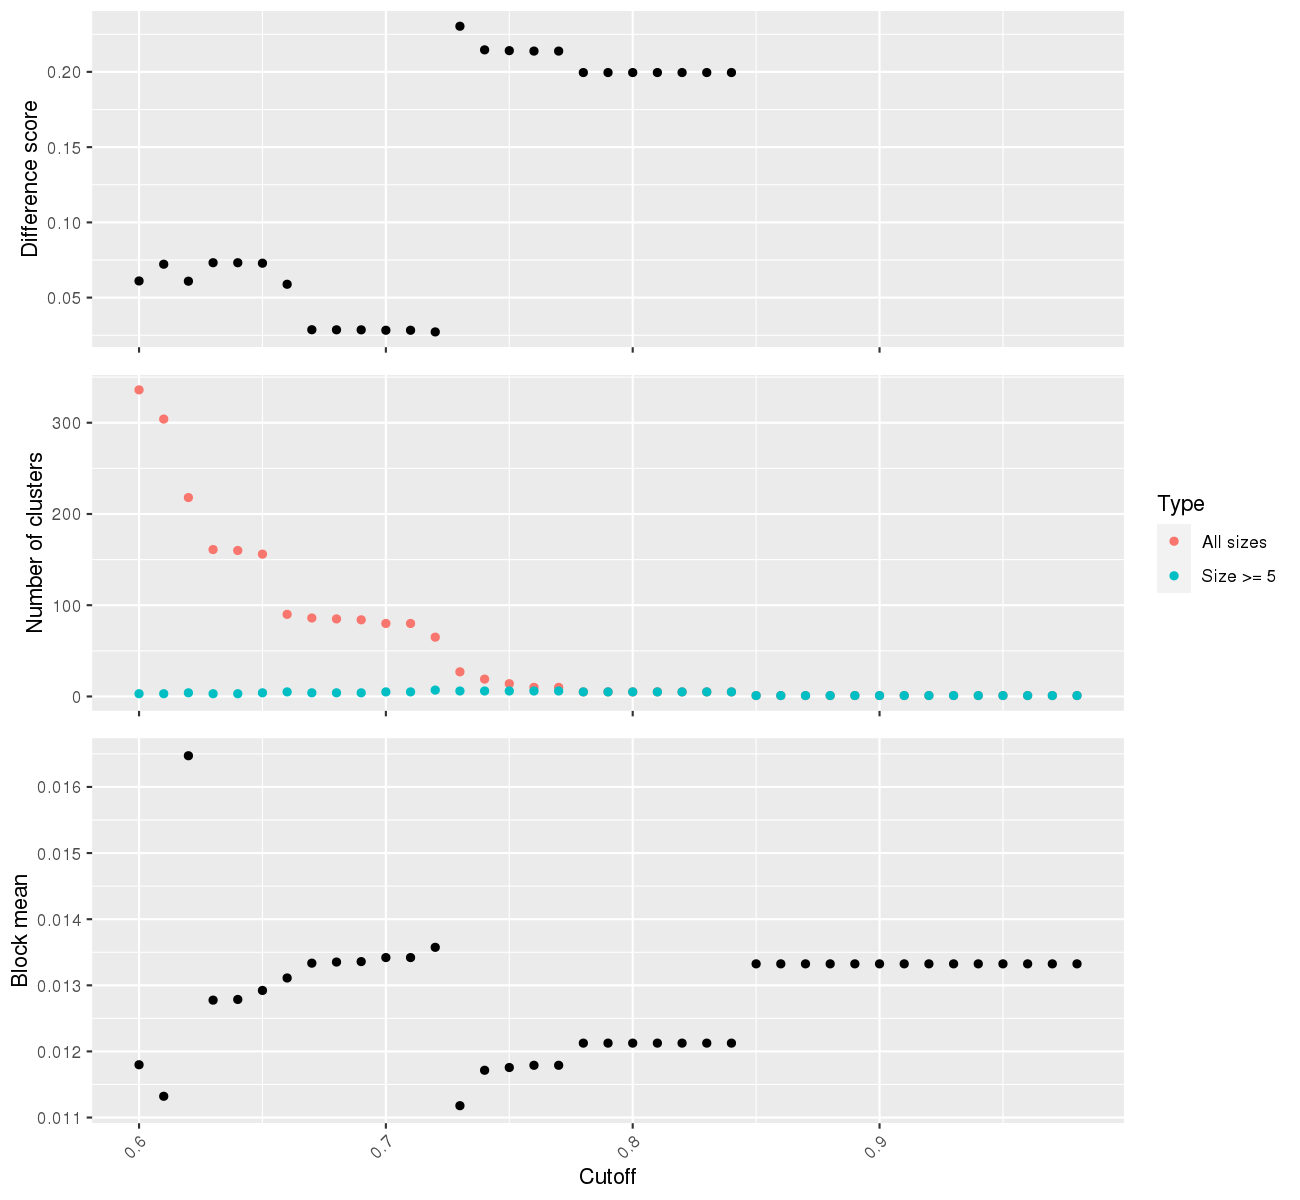 Difference score
0.20
0.15
0.10
0.05
Number of clusters
300
200
100
0
Type
All sizes
Size >= 5
Block mean
0.016
0.015
0.014
0.013
0.012
0.011
0.6
0.7
0.8
0.9
Cutoff